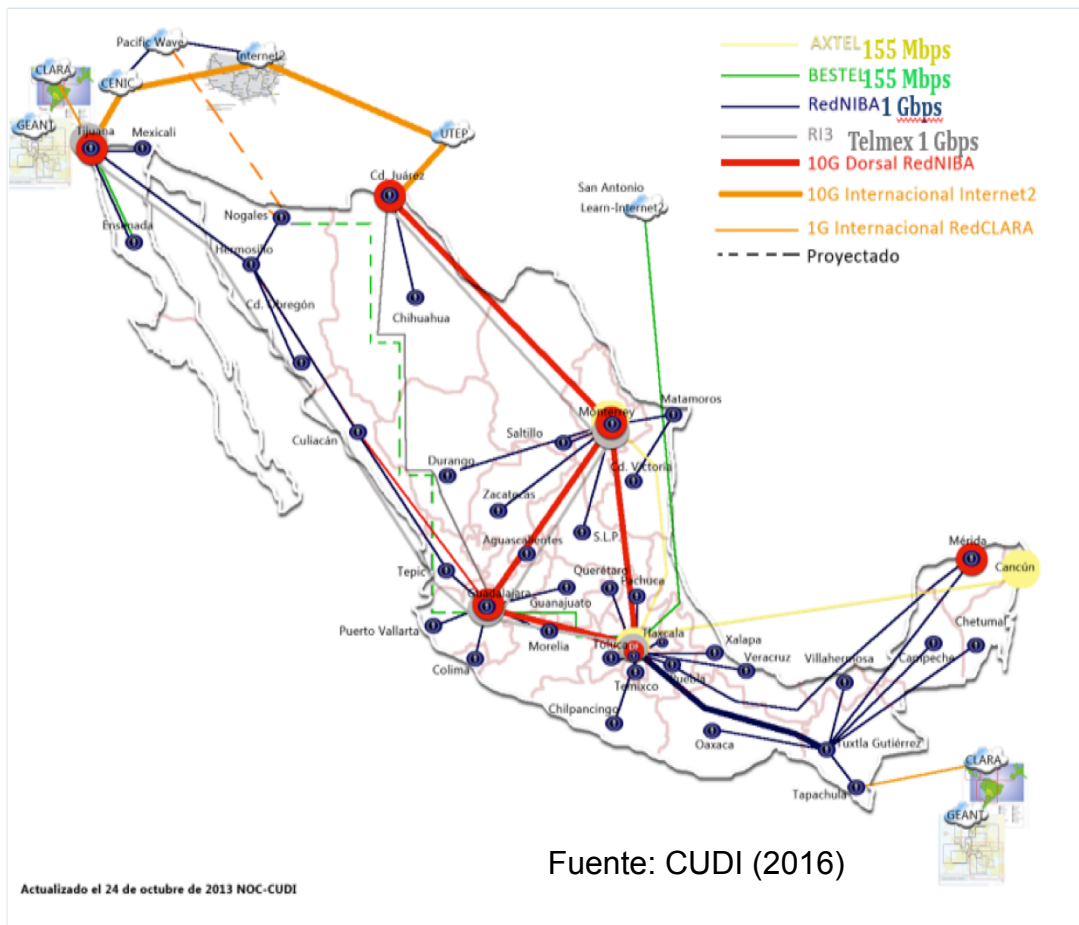 Pacific Wave
Internet2
CLARA
CENIC
GEANT
Tijuana
Mexicali
UTEP
Cd. Juárez
San Antonio
Learn-Internet2
Nogales
Ensenada
Hermosillo
Cd. Obregón
Chihuahua
Culiacán
Monterrey
Matamoros
Saltillo
Durango
Cd. Victoria
Zacatecas
S.L.P.
Aguascalientes
Tepic
Querétaro
Pachuca
Guadalajara
Guanajuato
Puerto Vallarta
Morelia
Toluca
Tlaxcala
Xalapa
Colima
Temixco
Puebla
Veracruz
Chilpancingo
Oaxaca
Villahermosa
Campeche
Chetumal
Mérida
Cancún
Tuxtla Gutiérrez
Tapachula
CLARA
GEANT
AXTEL 155 Mbps
BESTEL 155 Mbps
RedNIBA 1 Gbps
RI3 Telmex 1 Gbps
10G Dorsal RedNIBA
10G Internacional Internet2
1G Internacional RedCLARA
Proyectado
Fuente: CUDI (2016)
Actualizado el 24 de octubre de 2013 NOC-CUDI